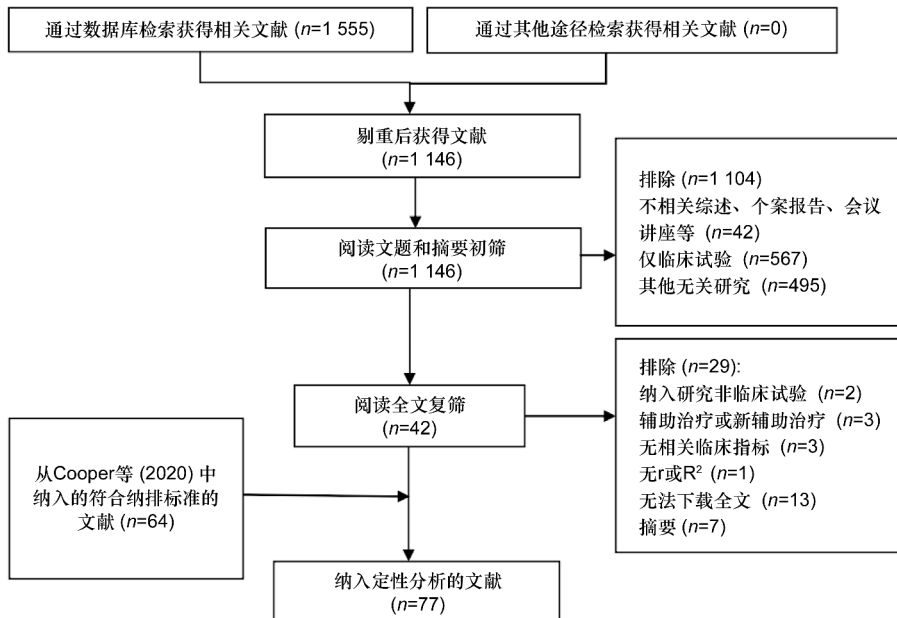 通过数据库检索获得相关文献 (n=1 555)
通过其他途径检索获得相关文献 (n=0)
剔重后获得文献
(n=1 146)
阅读文题和摘要初筛
(n=1 146)
排除 (n=1 104)
不相关综述、个案报告、会议
讲座等 (n=42)
仅临床试验 (n=567)
其他无关研究 (n=495)
阅读全文复筛
(n=42)
排除 (n=29):
纳入研究非临床试验 (n=2)
辅助治疗或新辅助治疗 (n=3)
无相关临床指标 (n=3)
无r或R² (n=1)
无法下载全文 (n=13)
摘要 (n=7)
从Cooper等 (2020) 中
纳入的符合纳排标准的
文献 (n=64)
纳入定性分析的文献
(n=77)